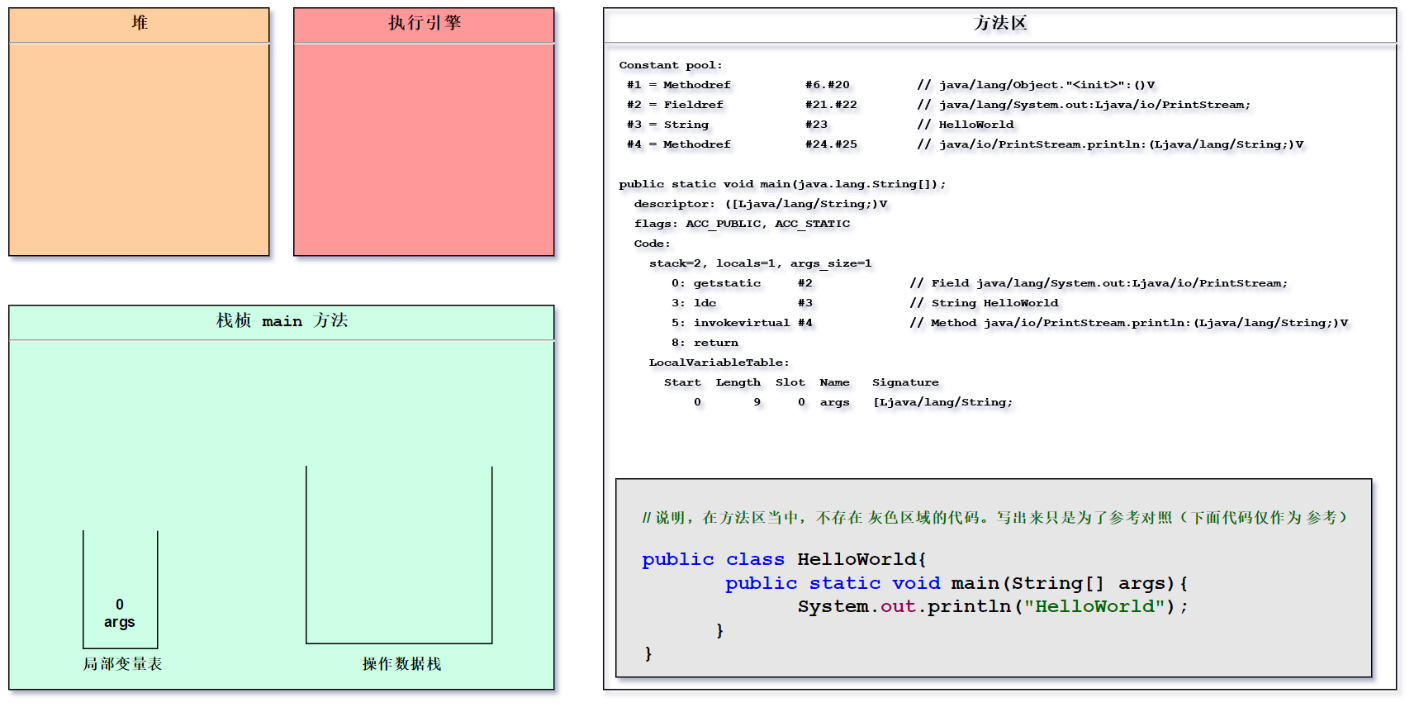 堆
执行引擎
方法区
Constant pool:
#1 = Methodref #6.#20 // java/lang/Object."<init>":()V
#2 = Fieldref #21.#22 // java/lang/System.out:Ljava/io/PrintStream;
#3 = String #23 // HelloWorld
#4 = Methodref #24.#25 // java/io/PrintStream.println:(Ljava/lang/String;)V
public static void main(java.lang.String[]);
descriptor: ([Ljava/lang/String;)V
flags: ACC_PUBLIC, ACC_STATIC
Code:
stack=2, locals=1, args_size=1
0: getstatic #2 // Field java/lang/System.out:Ljava/io/PrintStream;
3: ldc #3 // String HelloWorld
5: invokevirtual #4 // Method java/io/PrintStream.println:(Ljava/lang/String;)V
8: return
LocalVariableTable:
Start Length Slot Name Signature
0 9 0 args [Ljava/lang/String;
//说明，在方法区当中，不存在 灰色区域的代码。写出来只是为了参考对照（下面代码仅作为 参考）
public class HelloWorld{
public static void main(String[] args){
System.out.println("HelloWorld");
}
}
栈桢 main 方法
0
args
局部变量表
操作数据栈